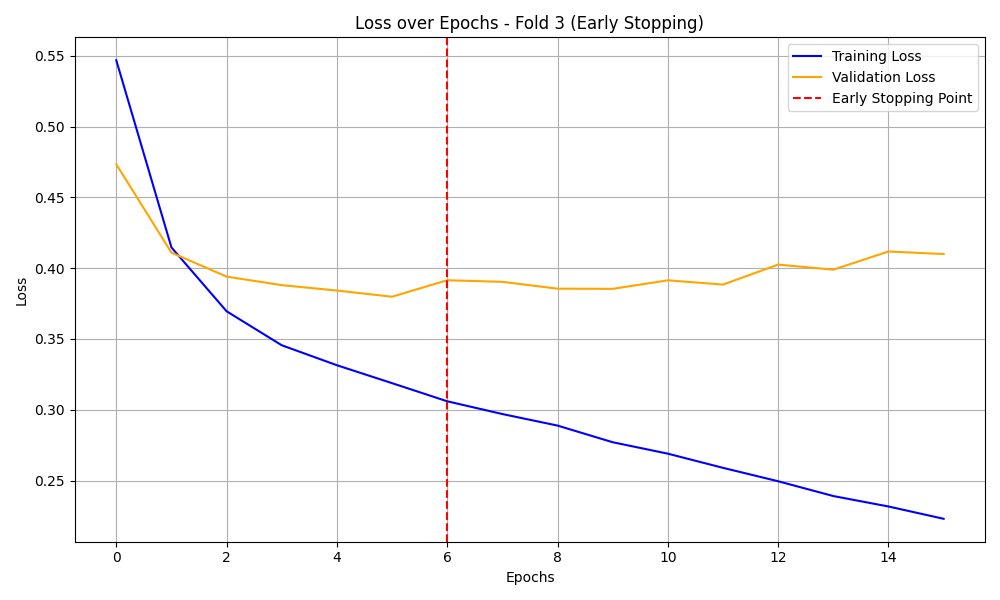 Loss over Epochs - Fold 3 (Early Stopping)
Training Loss
Validation Loss
Early Stopping Point
0.55
0.50
0.45
0.40
0.35
0.30
0.25
Loss
0 2 4 6 8 10 12 14
Epochs